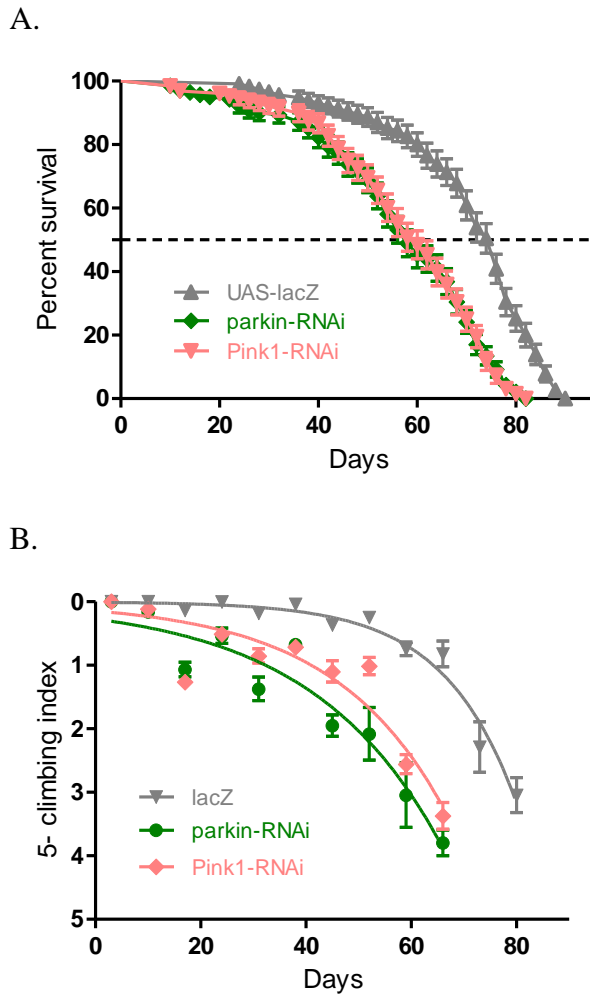 A.
Percent survival
100
80
60
40
20
0
UAS-lacZ
parkin-RNAi
Pink1-RNAi
0 20 40 60 80
Days
B.
5- climbing index
0
1
2
3
4
5
lacZ
parkin-RNAi
Pink1-RNAi
0 20 40 60 80
Days